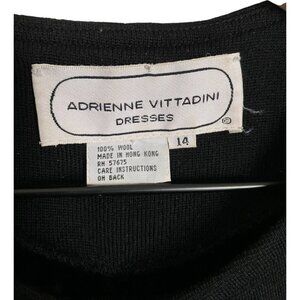 ADRIENNE VITTADINI
DRESSES
®
14
100% WOOL
MADE IN HONG KONG
RN 57675
CARE INSTRUCTIONS
ON BACK